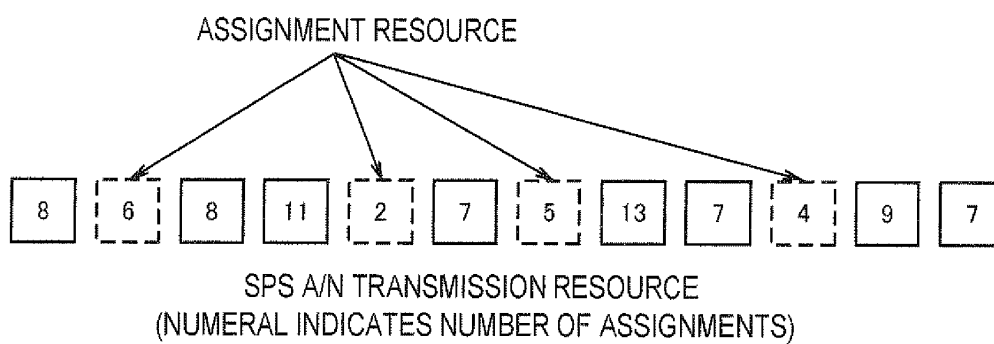 ASSIGNMENT RESOURCE
8 6 8 11 2 7 5 13 7 4 9 7
SPS A/N TRANSMISSION RESOURCE
(NUMERAL INDICATES NUMBER OF ASSIGNMENTS)